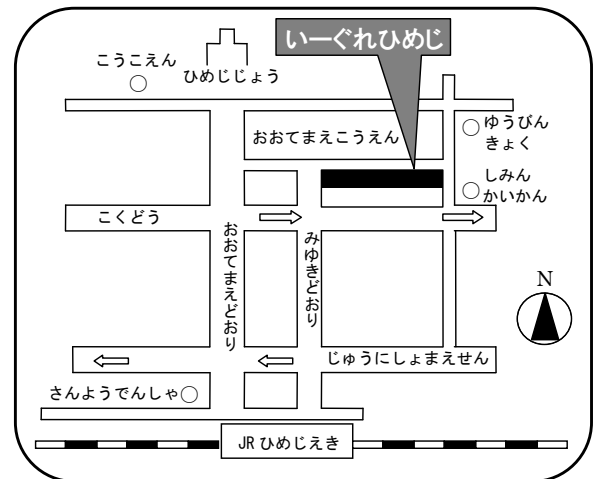 いーぐれひめじ
こうこえん
ひめじじょう
おおてまえこうえん
ゆうびん
きょく
しみん
かいかん
こくどう
おおてまえどおり
みゆきどおり
N
じゅうにしょまえせん
さんようでんしゃ
JRひめじえき